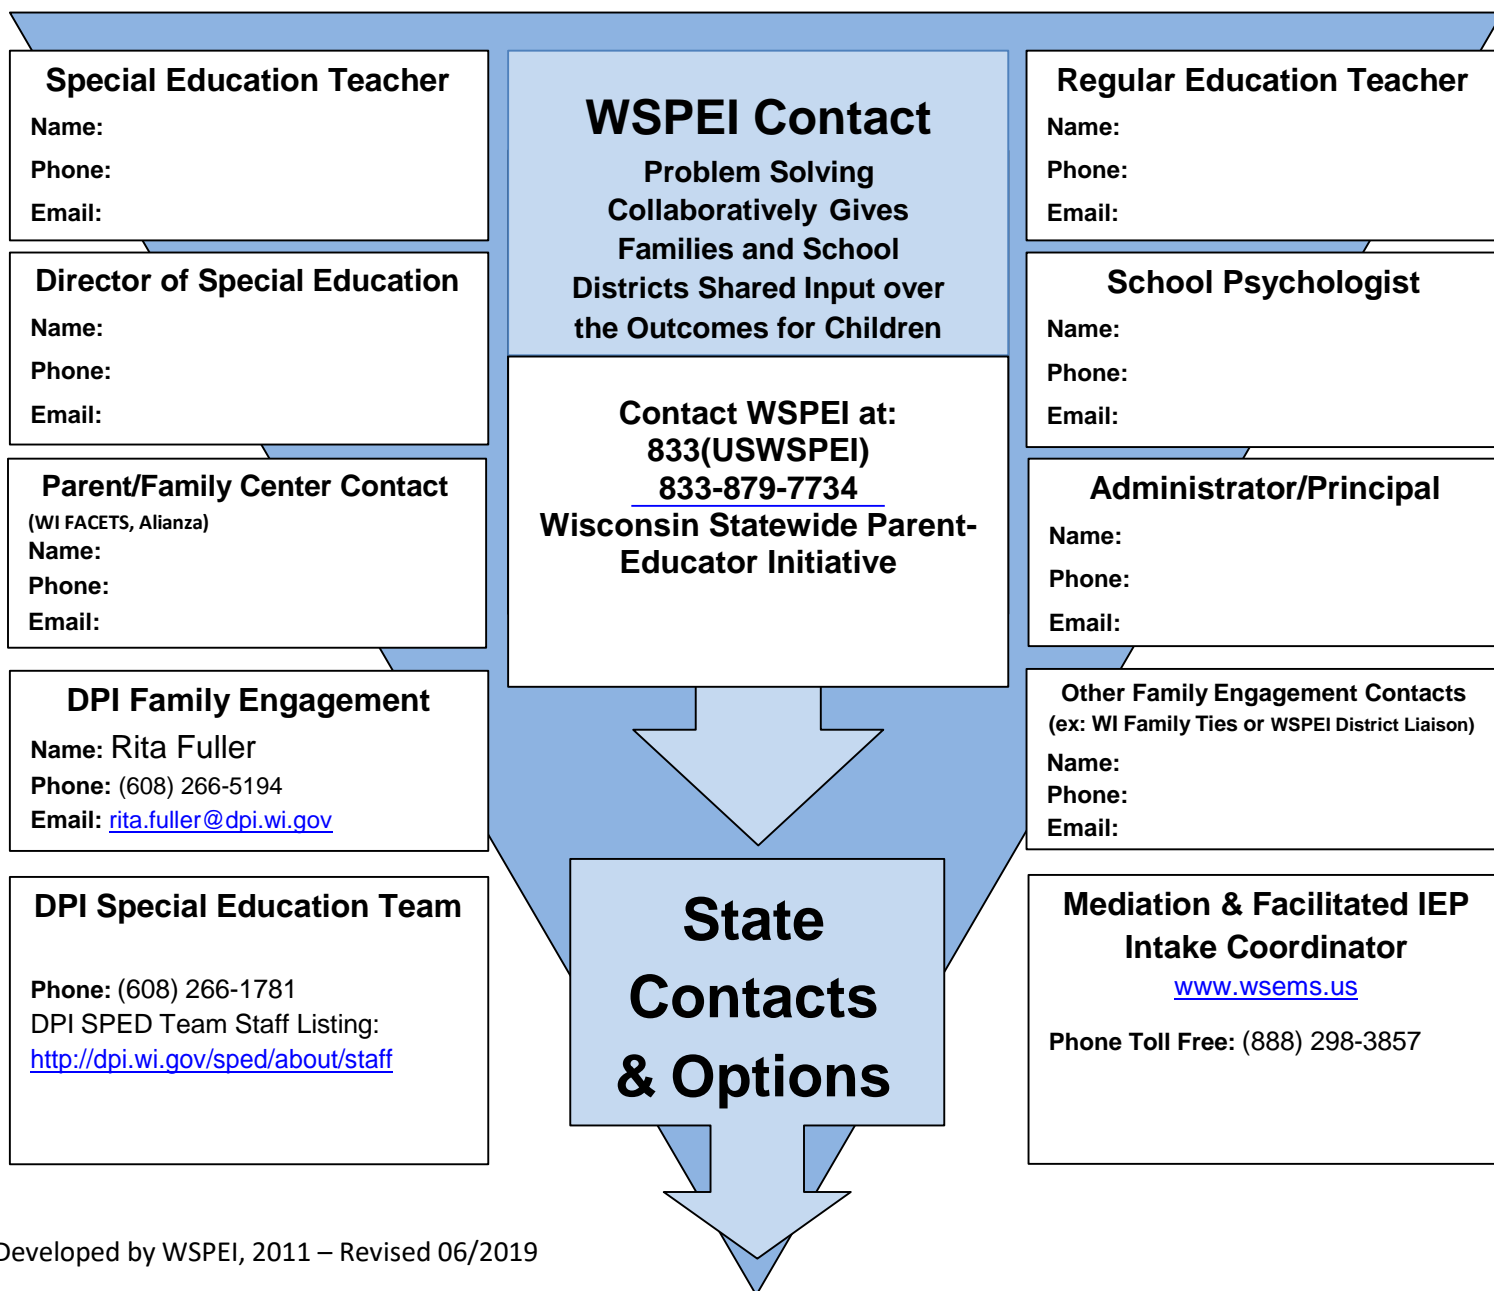 Special Education Teacher
Name:
Phone:
Email:
Director of Special Education
Name:
Phone:
Email:
Parent/Family Center Contact
(WI FACETS, Alianza)
Name:
Phone:
Email:
DPI Family Engagement
Name: Rita Fuller
Phone: (608) 266-5194
Email: rita.fuller@dpi.wi.gov
DPI Special Education Team
Phone: (608) 266-1781
DPI SPED Team Staff Listing:
http://dpi.wi.gov/sped/about/staff
WSPEI Contact
Problem Solving
Collaboratively Gives
Families and School
Districts Shared Input over
the Outcomes for Children
Contact WSPEI at:
833(USWSPEI)
833-879-7734
Wisconsin Statewide Parent-
Educator Initiative
State
Contacts
& Options
Regular Education Teacher
Name:
Phone:
Email:
School Psychologist
Name:
Phone:
Email:
Administrator/Principal
Name:
Phone:
Email:
Other Family Engagement Contacts
(ex: WI Family Ties or WSPEI District Liaison)
Name:
Phone:
Email:
Mediation & Facilitated IEP
Intake Coordinator
www.wsems.us
Phone Toll Free: (888) 298-3857
Developed by WSPEI, 2011 – Revised 06/2019